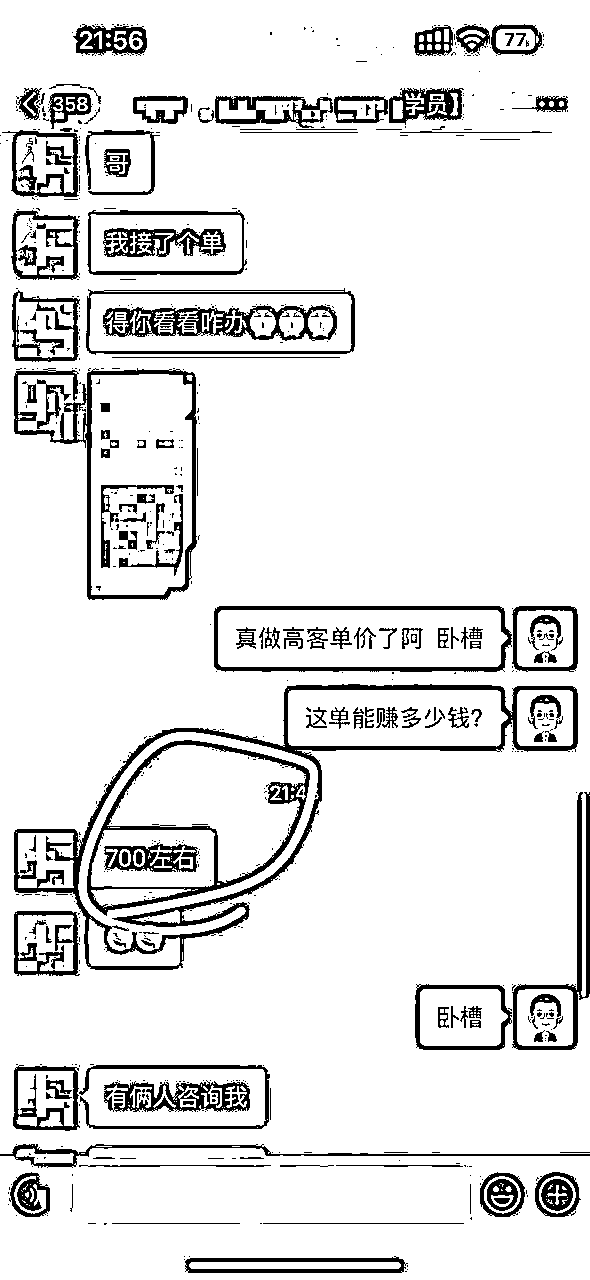 21:56
77
358
学员】
哥
我接了个单
得你看看咋办
真做高客单价了阿 卧槽
这单能赚多少钱?
21:4
700左右
卧槽
有俩人咨询我